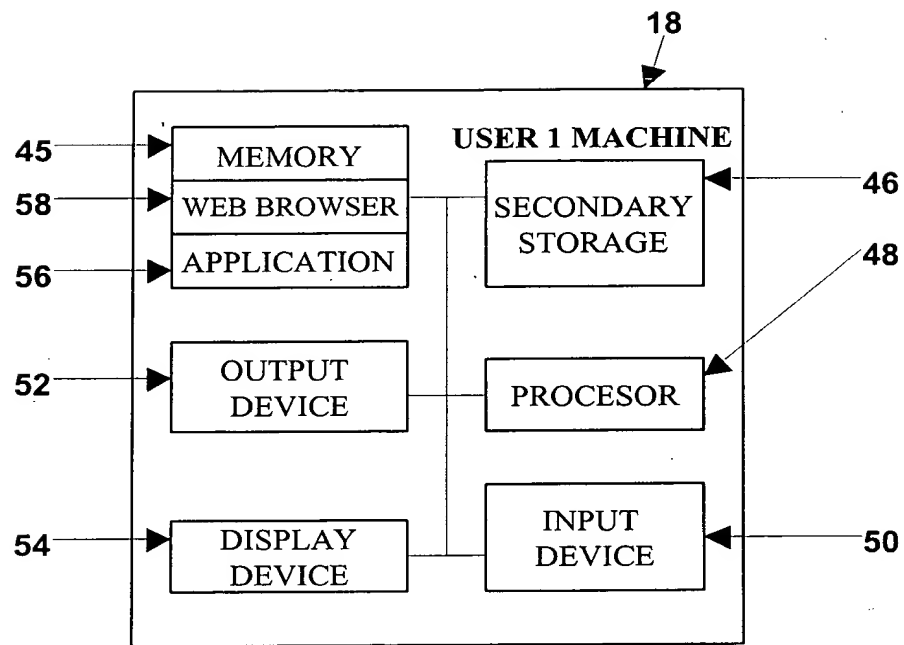 18
USER 1 MACHINE
45
MEMORY
58
WEB BROWSER
56
APPLICATION
46
SECONDARY
STORAGE
48
52
OUTPUT
DEVICE
PROCESOR
54
DISPLAY
DEVICE
INPUT
DEVICE
50